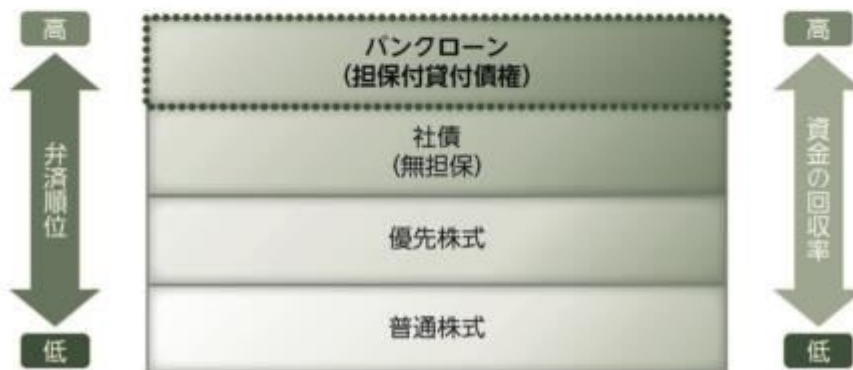 高
弁済順位
低
バンクローン
(担保付貸付債権)
社債
(無担保)
優先株式
普通株式
高
資金の回収率
低